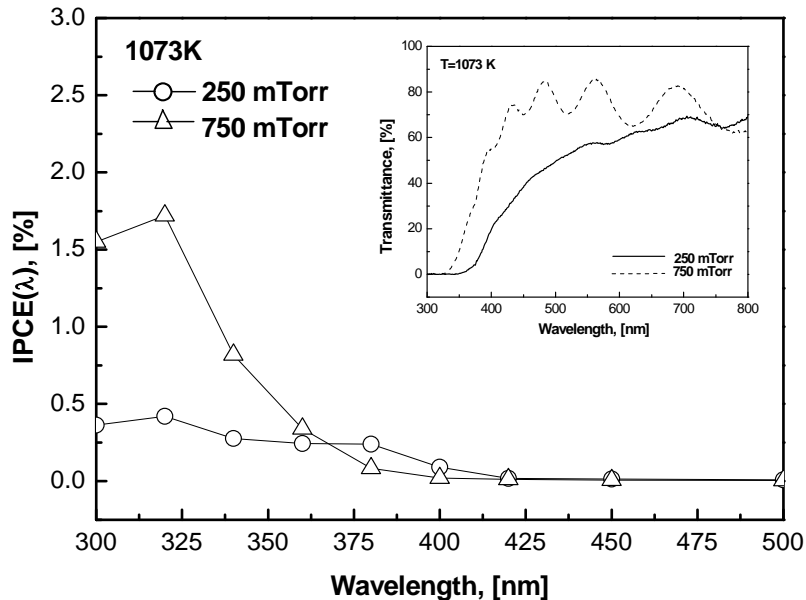 3.0
2.5
2.0
1.5
1.0
0.5
0.0
IPCE(λ), [%]
1073K
250 mTorr
750 mTorr
300 325 350 375 400 425 450 475 500
Wavelength, [nm]
100
80
60
40
20
0
Transmittance, [%]
T=1073 K
250 mTorr
750 mTorr
300 400 500 600 700 800
Wavelength, [nm]